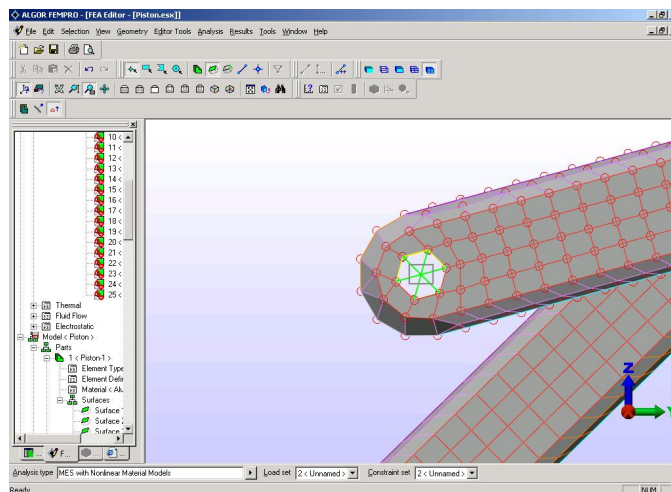 ALGOR FEMPRO - [FEA Editor - [Piston.esx]]
File Edit Selection View Geometry Editor Tools Analysis Results Tools Window Help
10 <
11 <
12 <
13 <
14 <
15 <
16 <
17 <
18 <
19 <
20 <
21 <
22 <
23 <
24 <
25 <
Thermal
Fluid Flow
Electrostatic
Model < Piston >
Parts
1 < Piston-1 >
Element Type
Element Defin
Material < Alu
Surfaces
Surface 1
Surface 2
Surface
Z
Y
F...
Analysis type MES with Nonlinear Material Models Load set 2 < Unnamed > Constraint set 2 < Unnamed >
Ready NUM